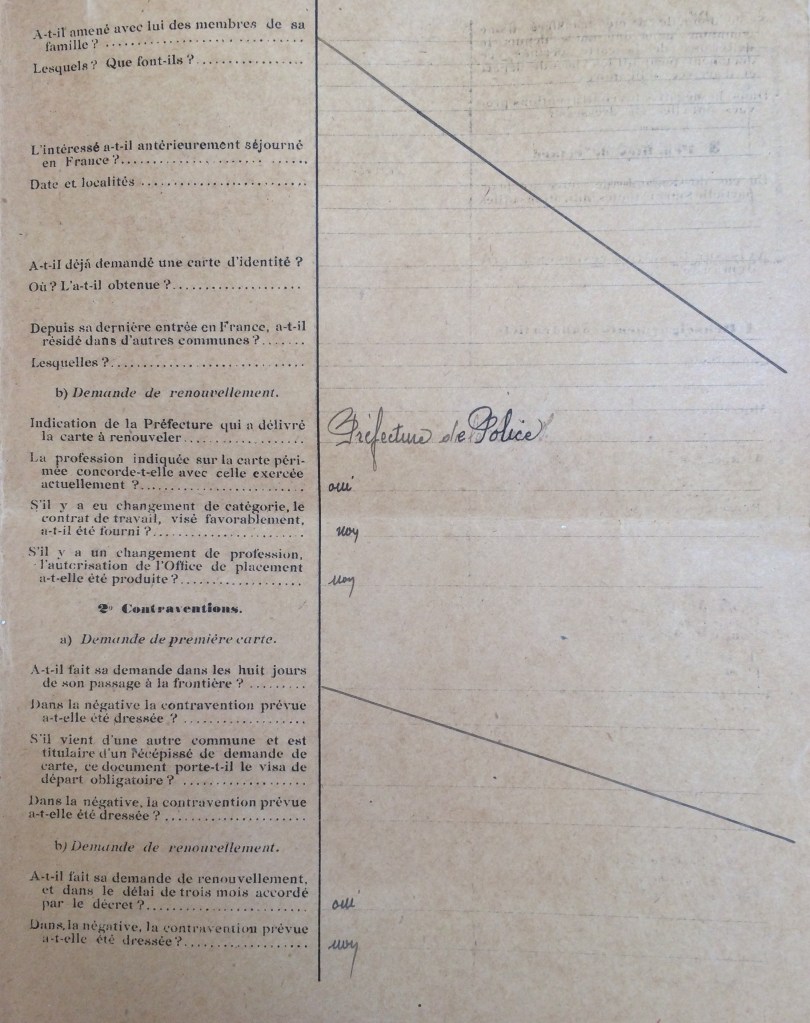 A-t-il amené avec lui des membres de sa
famille ? ....................
Lesquels ? Que font-ils ? ................
L'intéressé a-t-il antérieurement séjourné
en France ? ....................
Date et localités ....................
A-t-il déjà demandé une carte d'identité ?
Où ? L'a-t-il obtenue ? ...................
Depuis sa dernière entrée en France, a-t-il
résidé dans d'autres communes ? .......
Lesquelles ? ....................
b) Demande de renouvellement.
Indication de la Préfecture qui a délivré
la carte à renouveler .................. Préfecture de Police
La profession indiquée sur la carte péri-
mée concorde-t-elle avec celle exercée
actuellement ? .................... oui
S'il y a eu changement de catégorie, le
contrat de travail, visé favorablement,
a-t-il été fourni ? .................... non
S'il y a un changement de profession,
l'autorisation de l'Office de placement
a-t-elle été produite ? .................. non
2° Contraventions.
a) Demande de première carte.
A-t-il fait sa demande dans les huit jours
de son passage à la frontière ? .........
Dans la négative la contravention prévue
a-t-elle été dressée ? ..................
S'il vient d'une autre commune et est
titulaire d'un récépissé de demande de
carte, ce document porte-t-il le visa de
départ obligatoire ? ..................
Dans la négative, la contravention prévue
a-t-elle été dressée ? .....................
b) Demande de renouvellement.
A-t-il fait sa demande de renouvellement,
et dans le délai de trois mois accordé
par le décret ? ....................... oui
Dans la négative, la contravention prévue
a-t-elle été dressée ? .................. non